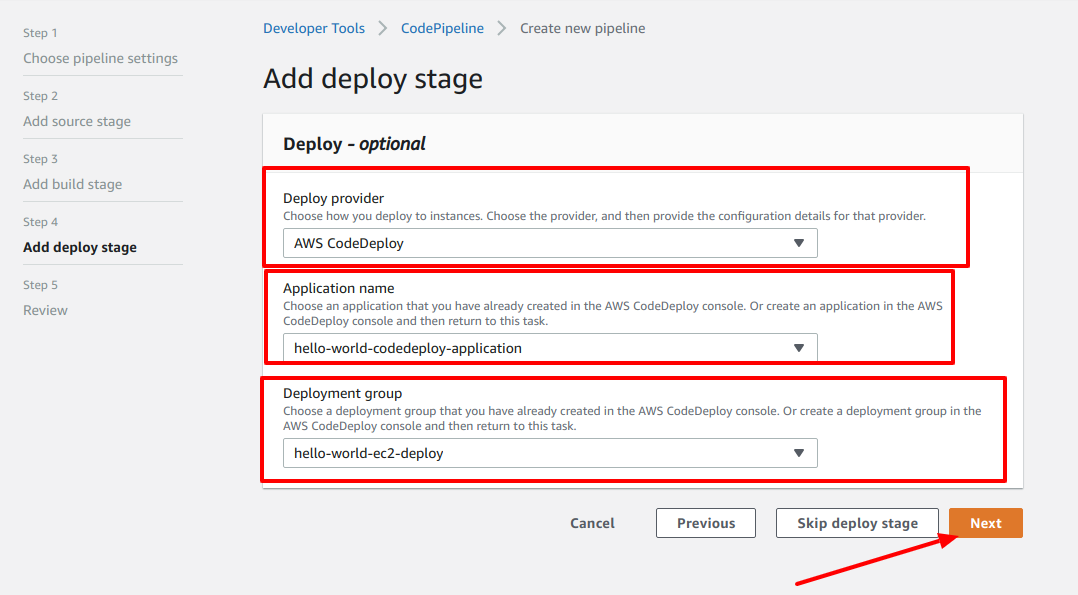 Step 1
Choose pipeline settings
Step 2
Add source stage
Step 3
Add build stage
Step 4
Add deploy stage
Step 5
Review
Developer Tools > CodePipeline > Create new pipeline
Add deploy stage
Deploy - optional
Deploy provider
Choose how you deploy to instances. Choose the provider, and then provide the configuration details for that provider.
AWS CodeDeploy
Application name
Choose an application that you have already created in the AWS CodeDeploy console. Or create an application in the AWS
CodeDeploy console and then return to this task.
hello-world-codedeploy-application
Deployment group
Choose a deployment group that you have already created in the AWS CodeDeploy console. Or create a deployment group in the
AWS CodeDeploy console and then return to this task.
hello-world-ec2-deploy
Cancel Previous Skip deploy stage Next